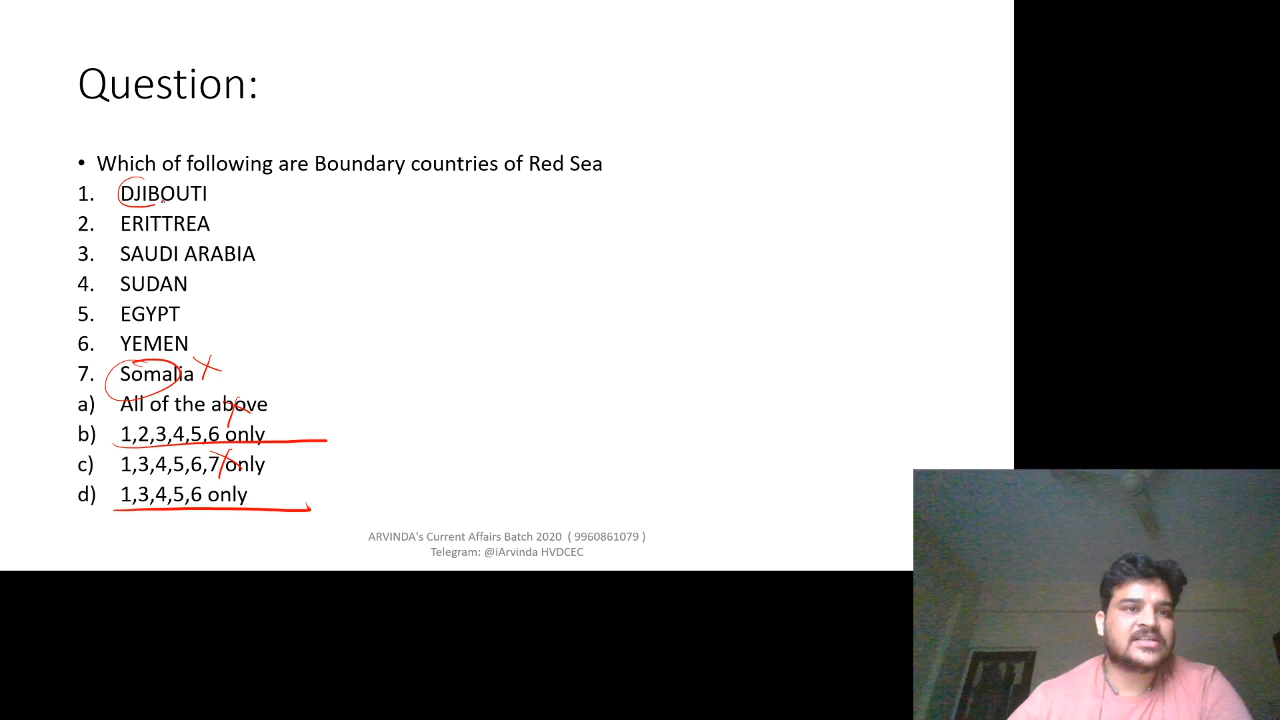 Question:
• Which of following are Boundary countries of Red Sea
1. DJIBOUTI
2. ERITTREA
3. SAUDI ARABIA
4. SUDAN
5. EGYPT
6. YEMEN
7. Somalia
a) All of the above
b) 1,2,3,4,5,6 only
c) 1,3,4,5,6,7 only
d) 1,3,4,5,6 only
ARVINDA's Current Affairs Batch 2020 ( 9960861079 )
Telegram: @iArvinda HVDCEC